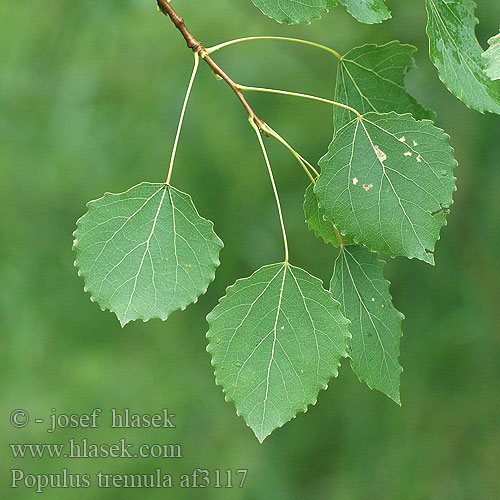 © - josef hlasek
www.hlasek.com
Populus tremula af3117